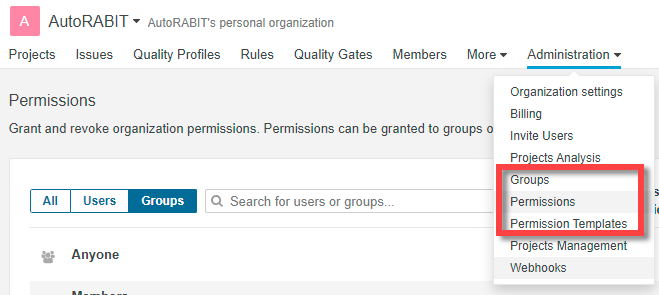 A AutoRABIT AutoRABIT's personal organization
Projects Issues Quality Profiles Rules Quality Gates Members More Administration
Organization settings
Billing
Invite Users
Projects Analysis
Groups
Permissions
Permission Templates
Projects Management
Webhooks
Permissions
Grant and revoke organization permissions. Permissions can be granted to groups o
All Users Groups Search for users or groups...
Anyone
Members